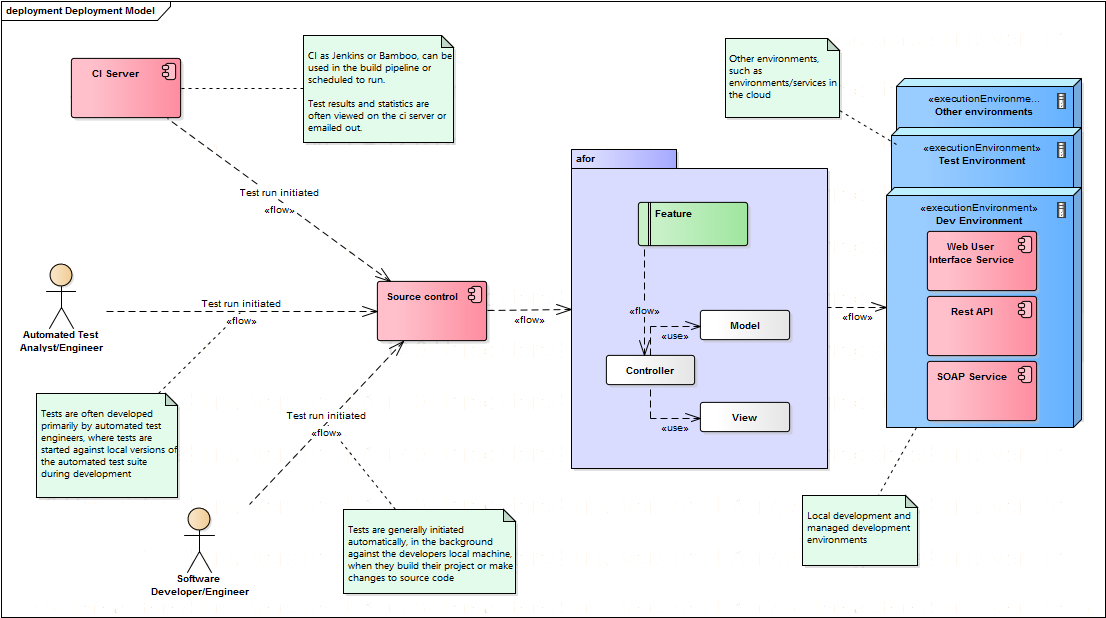 deployment Deployment Model
CI Server
CI as Jenkins or Bamboo, can be
used in the build pipeline or
scheduled to run.
Test results and statistics are
often viewed on the ci server or
emailed out.
Other environments,
such as
environments/services in
the cloud
«executionEnvironme...
Other environments
«executionEnvironment»
Test Environment
«executionEnvironment»
Dev Environment
Web User
Interface Service
Rest API
SOAP Service
afor
Feature
«flow»
Model
«use»
Controller
View
«use»
Test run initiated
«flow»
Automated Test
Analyst/Engineer
Test run initiated
«flow»
Source control
«flow»
«flow»
Tests are often developed
primarily by automated test
engineers, where tests are
started against local versions of
the automated test suite
during development
Test run initiated
«flow»
Software
Developer/Engineer
Tests are generally initiated
automatically, in the background
against the developers local machine,
when they build their project or make
changes to source code
Local development and
managed development
environments